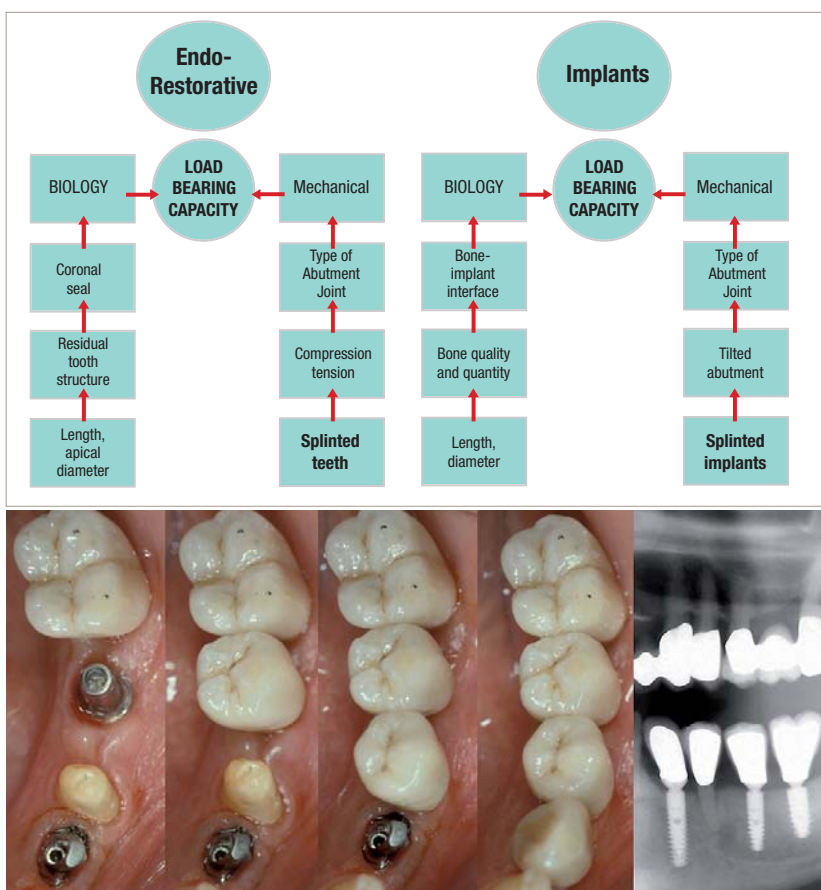 Endo-
Restorative
BIOLOGY
LOAD
BEARING
CAPACITY
Mechanical
Coronal
seal
Type of
Abutment
Joint
Residual
tooth
structure
Compression
tension
Length,
apical
diameter
Splinted
teeth
Implants
BIOLOGY
LOAD
BEARING
CAPACITY
Mechanical
Bone-
implant
interface
Type of
Abutment
Joint
Bone quality
and quantity
Tilted
abutment
Length,
diameter
Splinted
implants